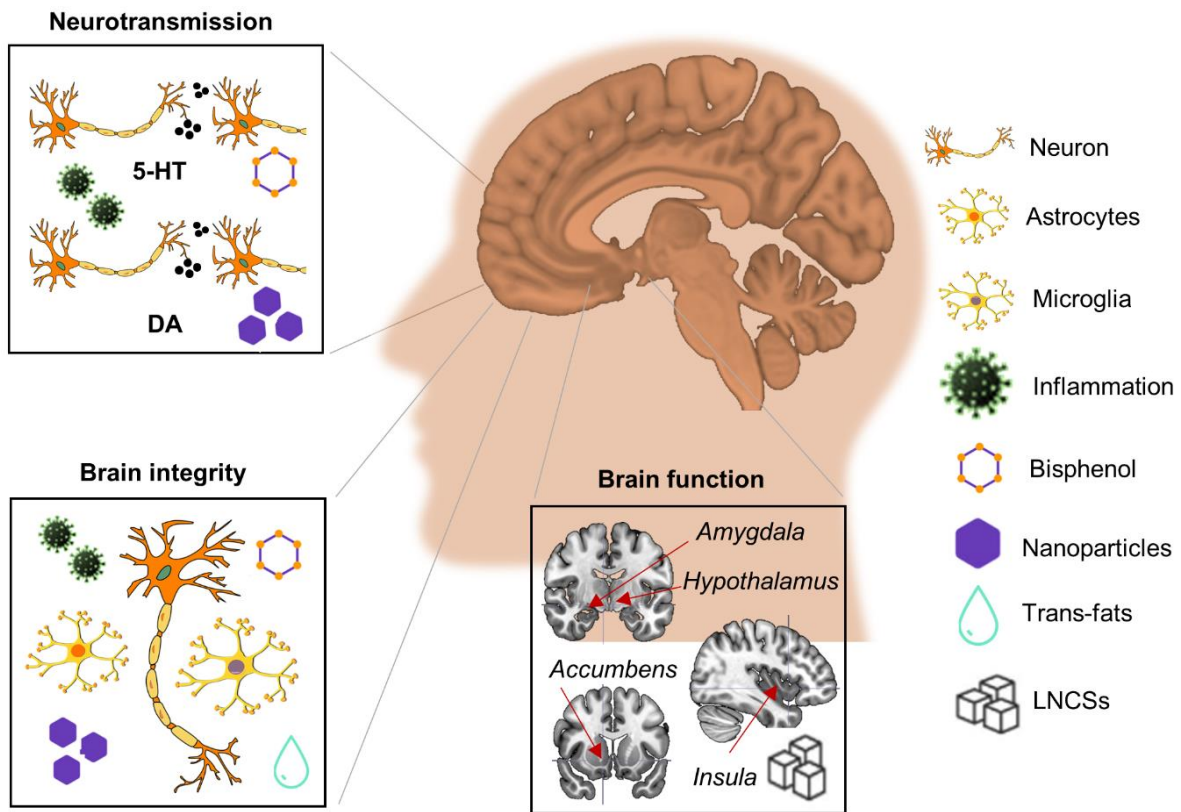 Neurotransmission
5-HT
DA
Brain integrity
Brain function
Amygdala
Hypothalamus
Accumbens
Insula
Neuron
Astrocytes
Microglia
Inflammation
Bisphenol
Nanoparticles
Trans-fats
LNCSs